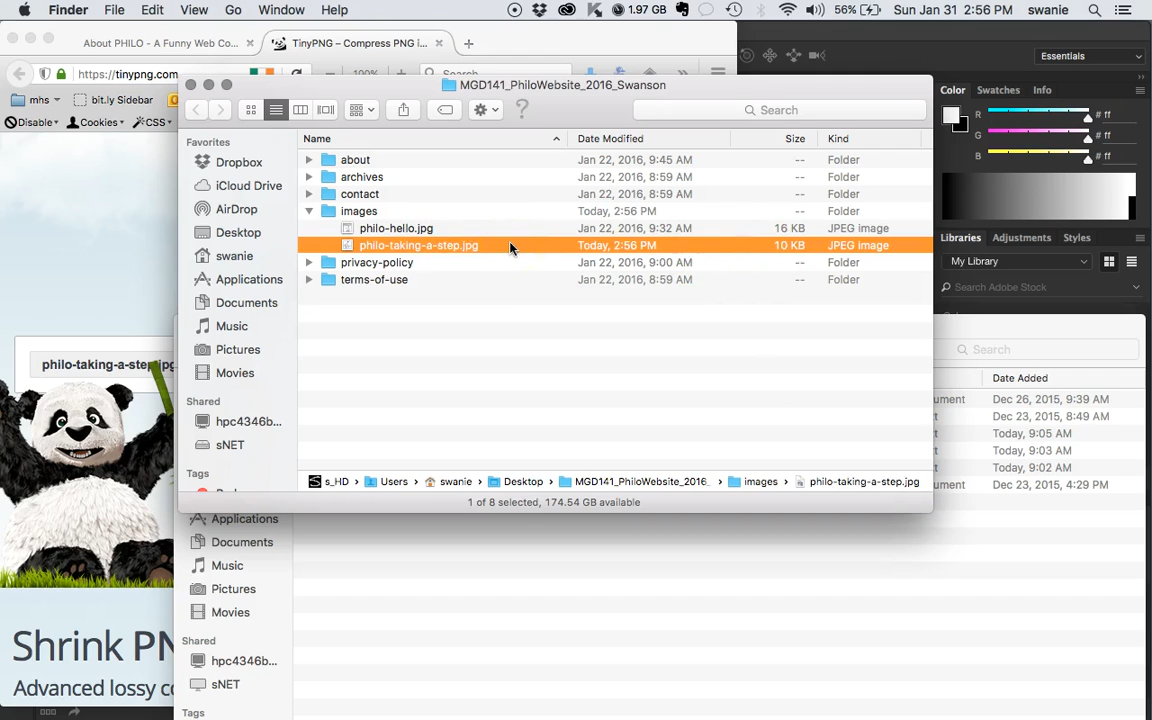 Finder File Edit View Go Window Help 1.97 GB 56% Sun Jan 31 2:56 PM swanie
About PHILO - A Funny Web Co... TinyPNG – Compress PNG i...
https://tinypng.com 100% Search
mhs bit.ly Sidebar
Disable Cookies CSS
MGD141_PhiloWebsite_2016_Swanson
Search
Name Date Modified Size Kind
about Jan 22, 2016, 9:45 AM -- Folder
archives Jan 22, 2016, 8:59 AM -- Folder
contact Jan 22, 2016, 8:59 AM -- Folder
images Today, 2:56 PM -- Folder
philo-hello.jpg Jan 22, 2016, 9:32 AM 16 KB JPEG image
philo-taking-a-step.jpg Today, 2:56 PM 10 KB JPEG image
privacy-policy Jan 22, 2016, 9:00 AM -- Folder
terms-of-use Jan 22, 2016, 8:59 AM -- Folder
Favorites
Dropbox
iCloud Drive
AirDrop
Desktop
swanie
Applications
Documents
Music
Pictures
Movies
Shared
hpc4346b...
sNET
Tags
s_HD Users swanie Desktop MGD141_PhiloWebsite_2016_ images philo-taking-a-step.jpg
1 of 8 selected, 174.54 GB available
Essentials
Color Swatches Info
R # ff
G # ff
B # ff
Libraries Adjustments Styles
My Library
Search Adobe Stock
Search
Date Added
ument Dec 26, 2015, 9:39 AM
t Dec 23, 2015, 8:49 AM
t Today, 9:05 AM
t Today, 9:03 AM
t Today, 9:02 AM
ument Dec 23, 2015, 4:29 PM
philo-taking-a-step.jpg
Applications
Documents
Music
Pictures
Movies
Shared
hpc4346b...
sNET
Tags
Shrink PN
Advanced lossy co